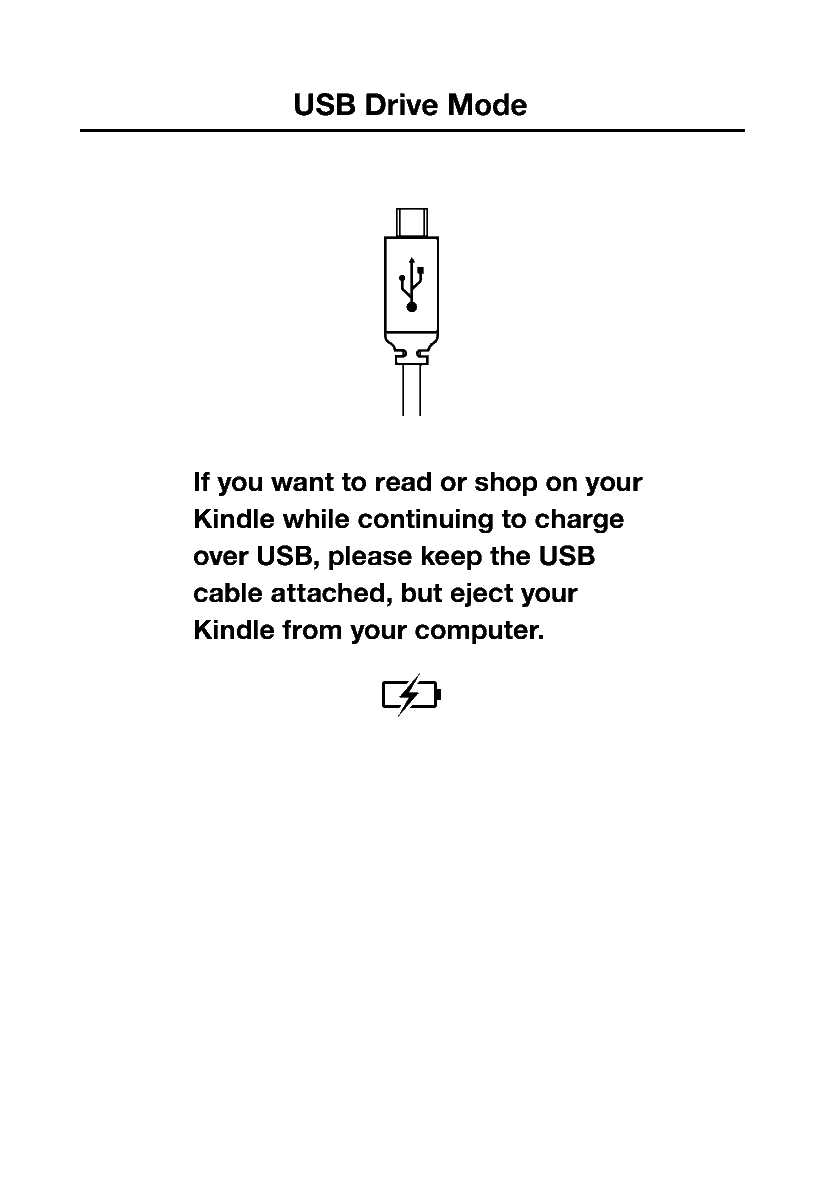 USB Drive Mode
If you want to read or shop on your
Kindle while continuing to charge
over USB, please keep the USB
cable attached, but eject your
Kindle from your computer.